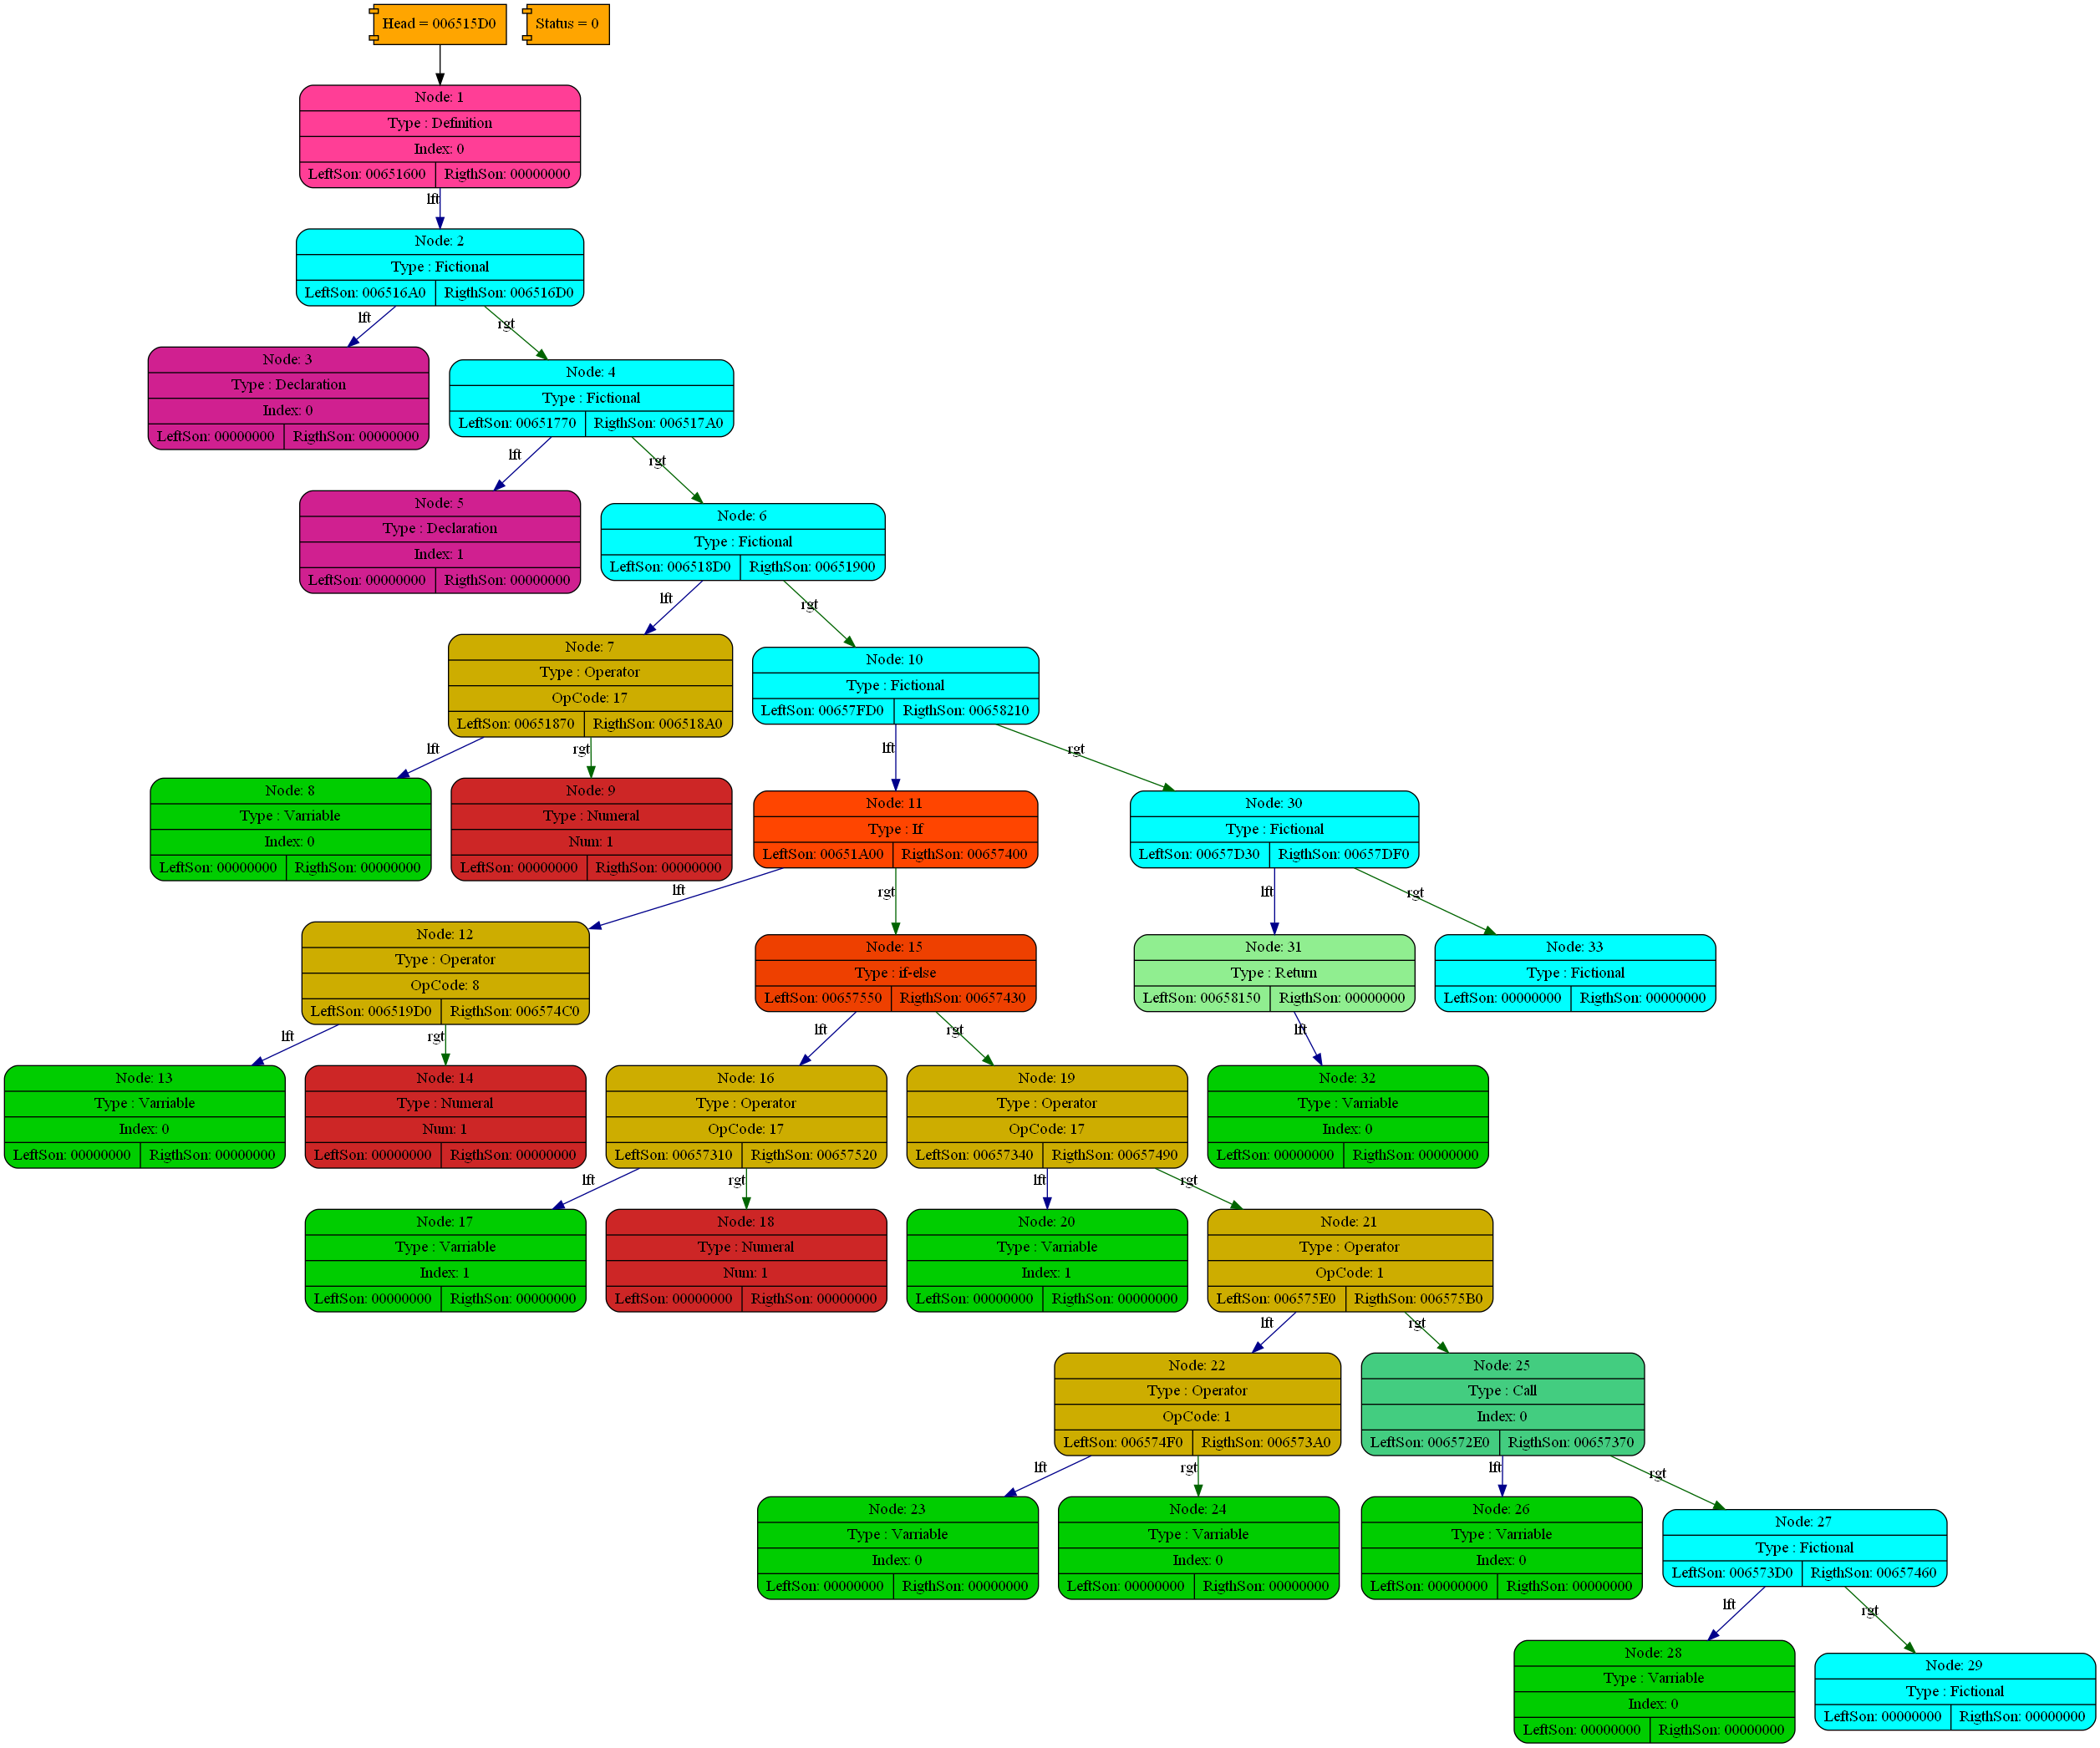 Head = 006515D0
Status = 0
Node: 1
Type : Definition
Index: 0
LeftSon: 00651600
RigthSon: 00000000
lft
Node: 2
Type : Fictional
LeftSon: 006516A0
RigthSon: 006516D0
lft
rgt
Node: 3
Type : Declaration
Index: 0
LeftSon: 00000000
RigthSon: 00000000
Node: 4
Type : Fictional
LeftSon: 00651770
RigthSon: 006517A0
lft
rgt
Node: 5
Type : Declaration
Index: 1
LeftSon: 00000000
RigthSon: 00000000
Node: 6
Type : Fictional
LeftSon: 006518D0
RigthSon: 00651900
lft
rgt
Node: 7
Type : Operator
OpCode: 17
LeftSon: 00651870
RigthSon: 006518A0
lft
rgt
Node: 10
Type : Fictional
LeftSon: 00657FD0
RigthSon: 00658210
lft
rgt
Node: 8
Type : Varriable
Index: 0
LeftSon: 00000000
RigthSon: 00000000
Node: 9
Type : Numeral
Num: 1
LeftSon: 00000000
RigthSon: 00000000
Node: 11
Type : If
LeftSon: 00651A00
RigthSon: 00657400
lft
rgt
Node: 30
Type : Fictional
LeftSon: 00657D30
RigthSon: 00657DF0
lft
rgt
Node: 12
Type : Operator
OpCode: 8
LeftSon: 006519D0
RigthSon: 006574C0
lft
rgt
Node: 15
Type : if-else
LeftSon: 00657550
RigthSon: 00657430
lft
rgt
Node: 31
Type : Return
LeftSon: 00658150
RigthSon: 00000000
lft
Node: 33
Type : Fictional
LeftSon: 00000000
RigthSon: 00000000
Node: 13
Type : Varriable
Index: 0
LeftSon: 00000000
RigthSon: 00000000
Node: 14
Type : Numeral
Num: 1
LeftSon: 00000000
RigthSon: 00000000
Node: 16
Type : Operator
OpCode: 17
LeftSon: 00657310
RigthSon: 00657520
lft
rgt
Node: 19
Type : Operator
OpCode: 17
LeftSon: 00657340
RigthSon: 00657490
lft
rgt
Node: 32
Type : Varriable
Index: 0
LeftSon: 00000000
RigthSon: 00000000
Node: 17
Type : Varriable
Index: 1
LeftSon: 00000000
RigthSon: 00000000
Node: 18
Type : Numeral
Num: 1
LeftSon: 00000000
RigthSon: 00000000
Node: 20
Type : Varriable
Index: 1
LeftSon: 00000000
RigthSon: 00000000
Node: 21
Type : Operator
OpCode: 1
LeftSon: 006575E0
RigthSon: 006575B0
lft
rgt
Node: 22
Type : Operator
OpCode: 1
LeftSon: 006574F0
RigthSon: 006573A0
lft
rgt
Node: 25
Type : Call
Index: 0
LeftSon: 006572E0
RigthSon: 00657370
lft
rgt
Node: 23
Type : Varriable
Index: 0
LeftSon: 00000000
RigthSon: 00000000
Node: 24
Type : Varriable
Index: 0
LeftSon: 00000000
RigthSon: 00000000
Node: 26
Type : Varriable
Index: 0
LeftSon: 00000000
RigthSon: 00000000
Node: 27
Type : Fictional
LeftSon: 006573D0
RigthSon: 00657460
lft
rgt
Node: 28
Type : Varriable
Index: 0
LeftSon: 00000000
RigthSon: 00000000
Node: 29
Type : Fictional
LeftSon: 00000000
RigthSon: 00000000